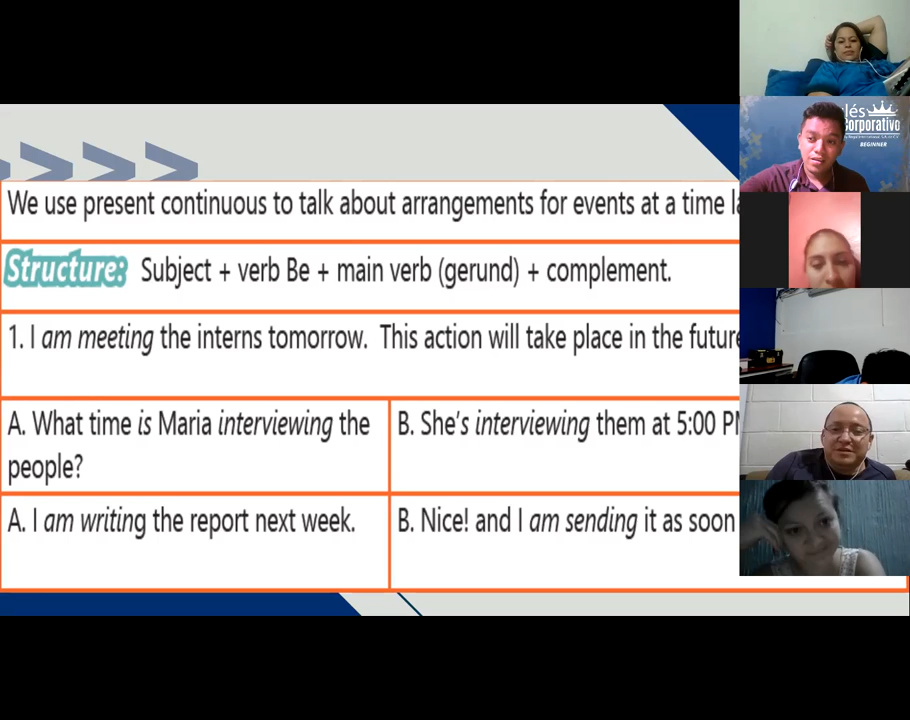 We use present continuous to talk about arrangements for events at a time
Structure: Subject + verb Be + main verb (gerund) + complement.
1. I am meeting the interns tomorrow. This action will take place in the future
A. What time is Maria interviewing the
people?
B. She's interviewing them at 5:00
A. I am writing the report next week.
B. Nice! and I am sending it as soon
lés
Corporativo
BEGINNER